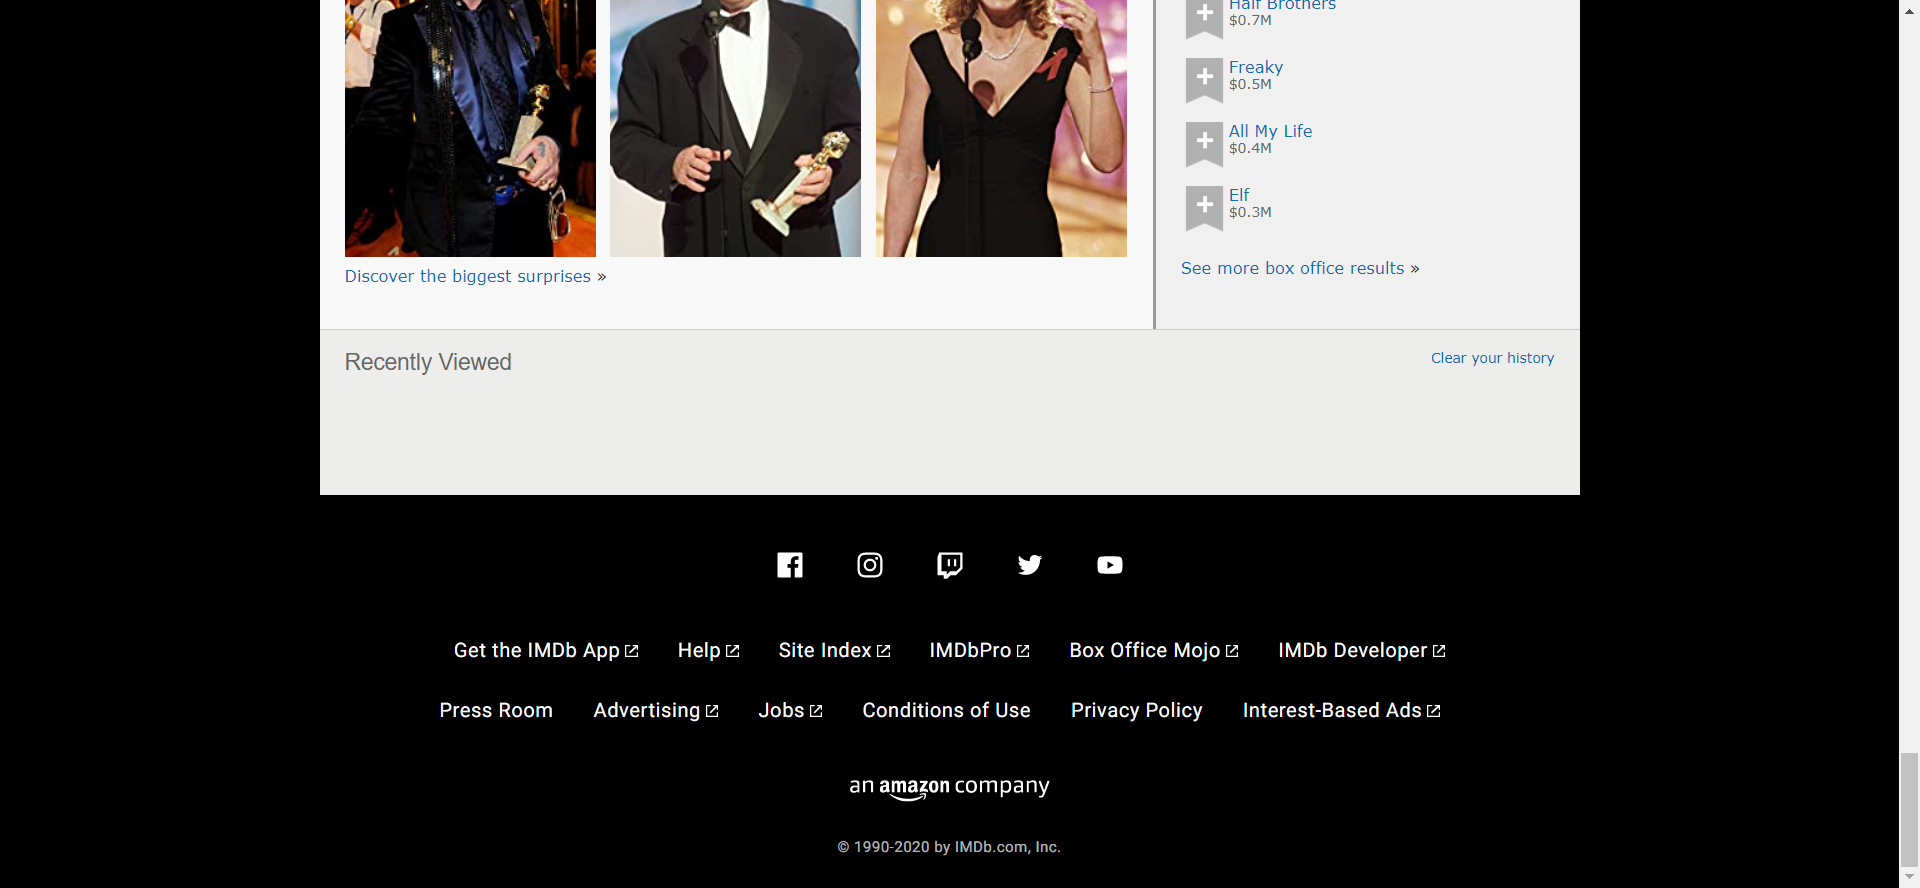 Half Brothers
$0.7M
Freaky
$0.5M
All My Life
$0.4M
Elf
$0.3M
See more box office results »
Discover the biggest surprises »
Recently Viewed
Clear your history
Get the IMDb App
Help
Site Index
IMDbPro
Box Office Mojo
IMDb Developer
Press Room
Advertising
Jobs
Conditions of Use
Privacy Policy
Interest-Based Ads
an amazon company
© 1990-2020 by IMDb.com, Inc.